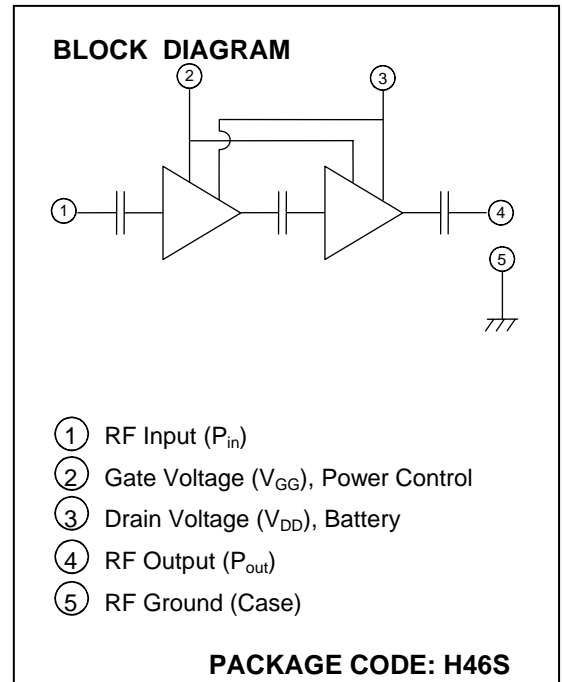 BLOCK DIAGRAM
2 3
1 4
5
1 RF Input (Pin)
2 Gate Voltage (VGG), Power Control
3 Drain Voltage (VDD), Battery
4 RF Output (Pout)
5 RF Ground (Case)
PACKAGE CODE: H46S